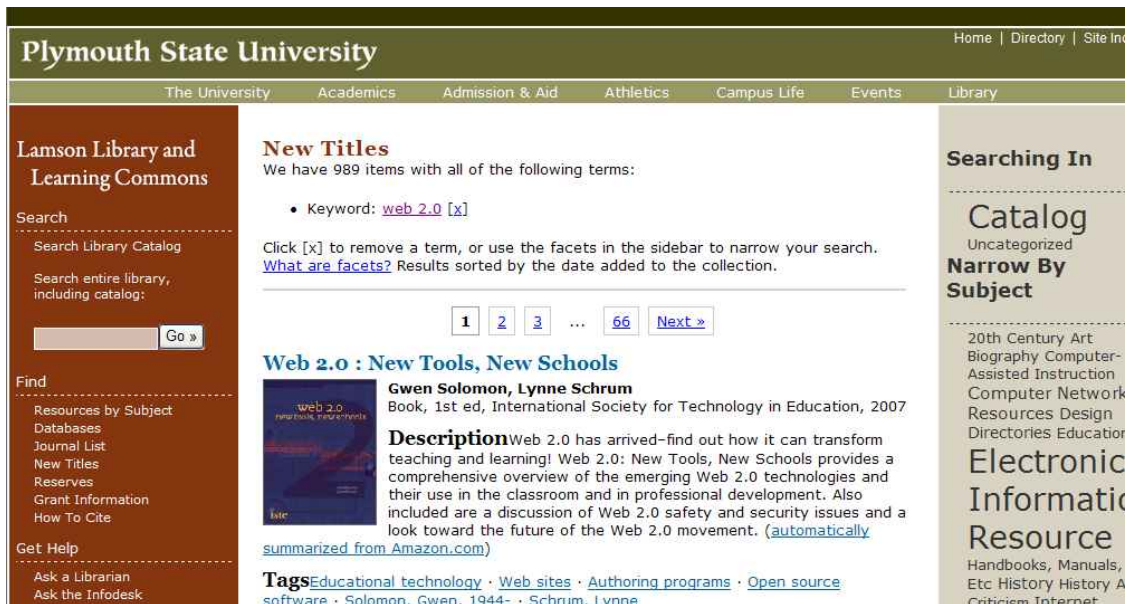 Plymouth State University
Home | Directory | Site
The University Academics Admission & Aid Athletics Campus Life Events Library
Lamson Library and
Learning Commons
Search
Search Library Catalog
Search entire library,
including catalog:
Go »
Find
Resources by Subject
Databases
Journal List
New Titles
Reserves
Grant Information
How To Cite
Get Help
Ask a Librarian
Ask the Infodesk
New Titles
We have 989 items with all of the following terms:
• Keyword: web 2.0 [x]
Click [x] to remove a term, or use the facets in the sidebar to narrow your search.
What are facets? Results sorted by the date added to the collection.
1 2 3 ... 66 Next »
Web 2.0 : New Tools, New Schools
web 2.0
new tools, new schools
iste
Gwen Solomon, Lynne Schrum
Book, 1st ed, International Society for Technology in Education, 2007
DescriptionWeb 2.0 has arrived–find out how it can transform
teaching and learning! Web 2.0: New Tools, New Schools provides a
comprehensive overview of the emerging Web 2.0 technologies and
their use in the classroom and in professional development. Also
included are a discussion of Web 2.0 safety and security issues and a
look toward the future of the Web 2.0 movement. (automatically
summarized from Amazon.com)
TagsEducational technology · Web sites · Authoring programs · Open source
software · Solomon, Gwen, 1944- · Schrum, Lynne
Searching In
Catalog
Uncategorized
Narrow By
Subject
20th Century Art
Biography Computer-
Assisted Instruction
Computer Network
Resources Design
Directories Education
Electronic
Informatio
Resource
Handbooks, Manuals,
Etc History History A
Criticism Internet